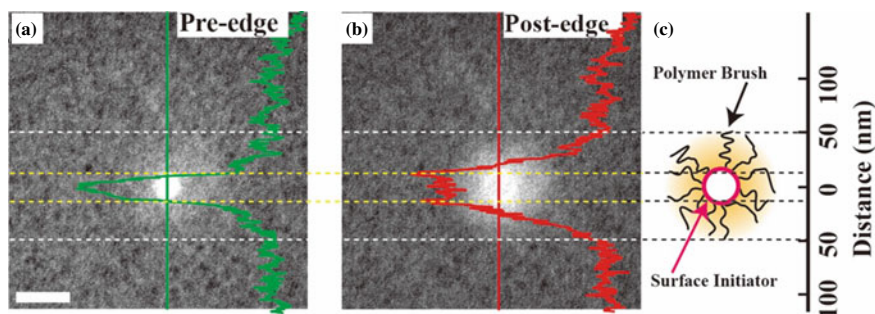 (a)
Pre-edge
(b)
Post-edge
(c)
Polymer Brush
Surface Initiator
100
50
0
50
100
Distance (nm)